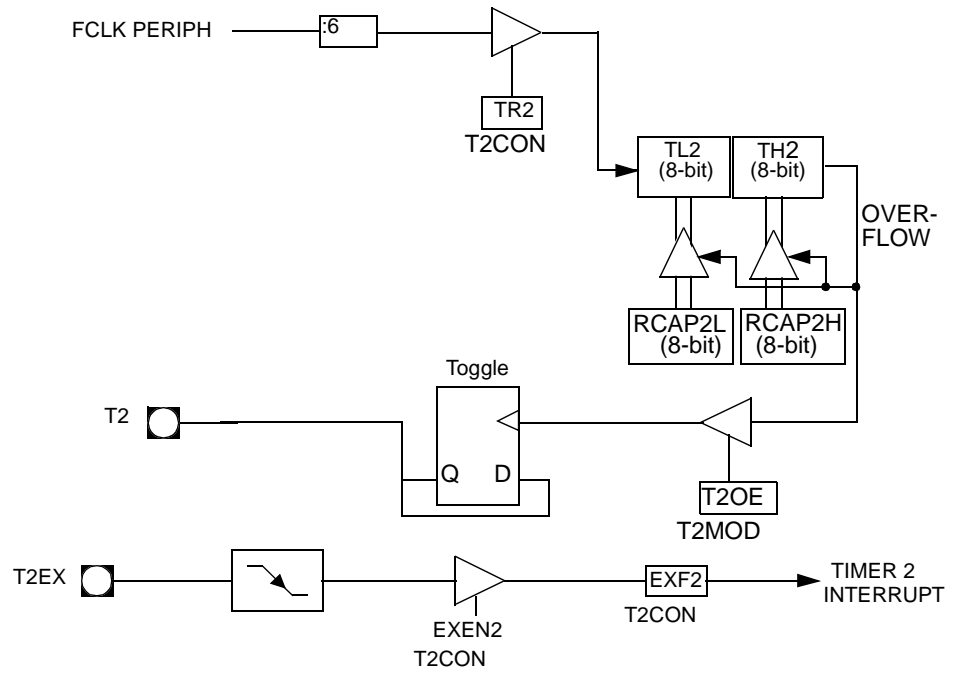 FCLK PERIPH
:6
TR2
T2CON
TL2
(8-bit)
TH2
(8-bit)
OVER-
FLOW
RCAP2L
(8-bit)
RCAP2H
(8-bit)
Toggle
T2
Q D
T2OE
T2MOD
T2EX
EXEN2
T2CON
EXF2
T2CON
TIMER 2
INTERRUPT